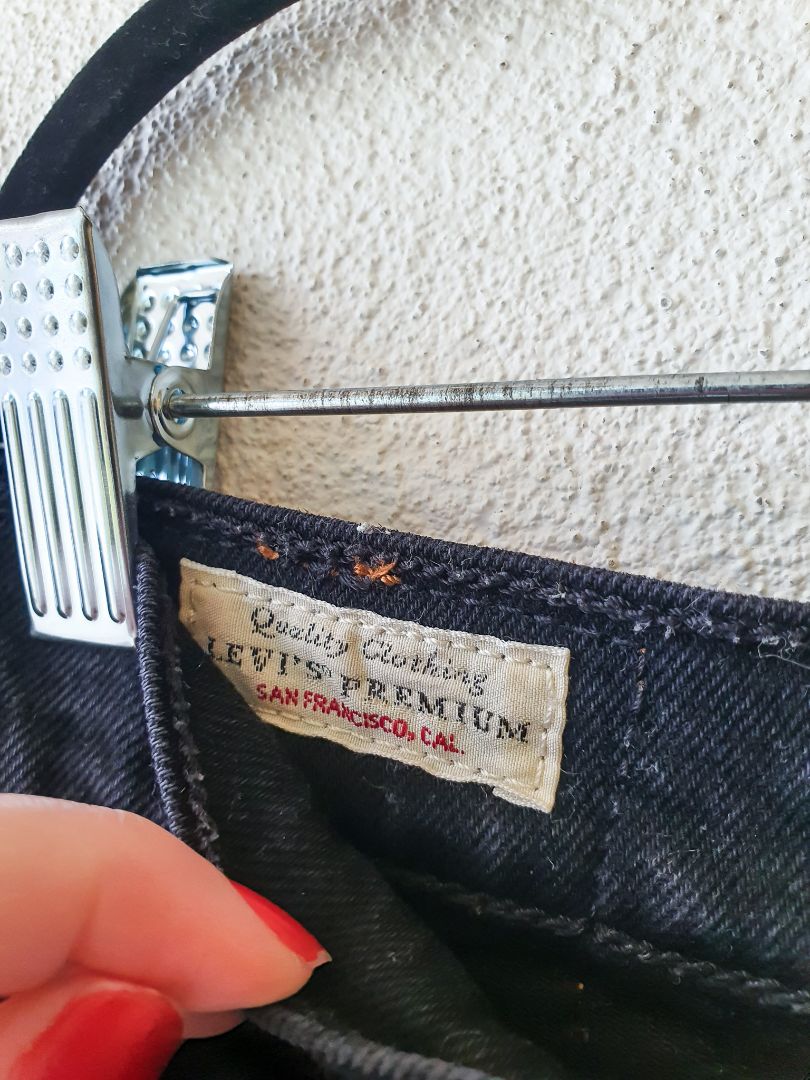 Quality Clothing
LEVI'S PREMIUM
SAN FRANCISCO, CAL.